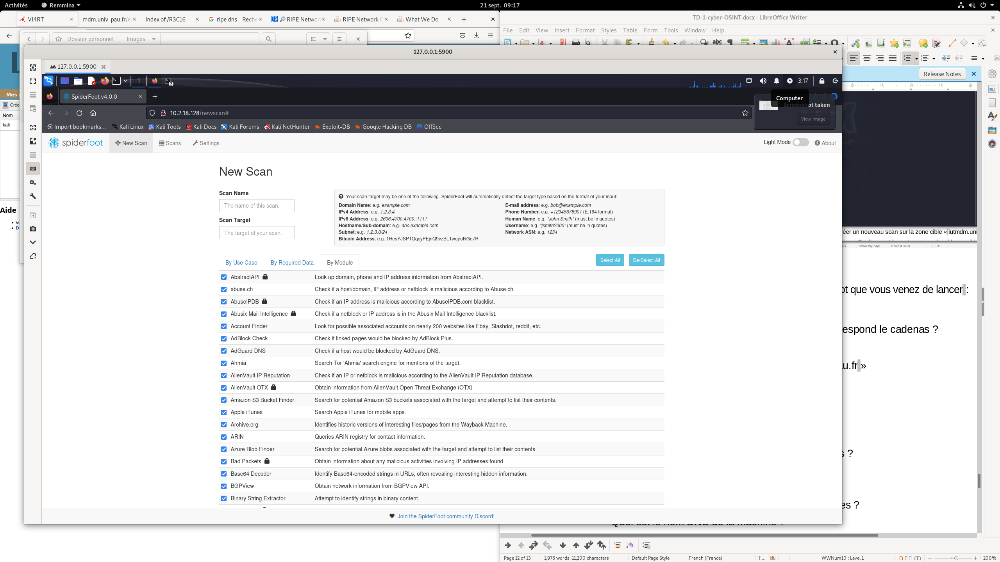 Activités
Remmina
21 sept. 09:17
VI4RT
mdm.univ-pau.fr/e
Index of /R3C16
ripe dns - Reche
RIPE Networ
RIPE Network C
What We Do —
TD-1-cyber-OSINT.docx - LibreOffice Writer
File Edit View Insert Format Styles Table Form Tools Window Help
Dossier personnel
Images
127.0.0.1:5900
127.0.0.1:5900
Release Notes
1
2
3:17
SpiderFoot v4.0.0
Computer
Screenshot taken
View image
10.2.18.128/newscan#
Import bookmarks...
Kali Linux
Kali Tools
Kali Docs
Kali Forums
Kali NetHunter
Exploit-DB
Google Hacking DB
OffSec
Mes
Crée
Nom
kali
Aide
spiderfoot
New Scan
Scans
Settings
Light Mode
About
New Scan
Scan Name
The name of this scan.
Scan Target
The target of your scan.
Your scan target may be one of the following. SpiderFoot will automatically detect the target type based on the format of your input:
Domain Name: e.g. example.com
IPv4 Address: e.g. 1.2.3.4
IPv6 Address: e.g. 2606:4700:4700::1111
Hostname/Sub-domain: e.g. abc.example.com
Subnet: e.g. 1.2.3.0/24
Bitcoin Address: e.g. 1HesYJSP1QqcyPEjnQ9vzBL1wujruNGe7R
E-mail address: e.g. bob@example.com
Phone Number: e.g. +12345678901 (E.164 format)
Human Name: e.g. "John Smith" (must be in quotes)
Username: e.g. "jsmith2000" (must be in quotes)
Network ASN: e.g. 1234
By Use Case
By Required Data
By Module
Select All
De-Select All
AbstractAPI Look up domain, phone and IP address information from AbstractAPI.
abuse.ch Check if a host/domain, IP address or netblock is malicious according to Abuse.ch.
AbuseIPDB Check if an IP address is malicious according to AbuseIPDB.com blacklist.
Abusix Mail Intelligence Check if a netblock or IP address is in the Abusix Mail Intelligence blacklist.
Account Finder Look for possible associated accounts on nearly 200 websites like Ebay, Slashdot, reddit, etc.
AdBlock Check Check if linked pages would be blocked by AdBlock Plus.
AdGuard DNS Check if a host would be blocked by AdGuard DNS.
Ahmia Search Tor 'Ahmia' search engine for mentions of the target.
AlienVault IP Reputation Check if an IP or netblock is malicious according to the AlienVault IP Reputation database.
AlienVault OTX Obtain information from AlienVault Open Threat Exchange (OTX)
Amazon S3 Bucket Finder Search for potential Amazon S3 buckets associated with the target and attempt to list their contents.
Apple iTunes Search Apple iTunes for mobile apps.
Archive.org Identifies historic versions of interesting files/pages from the Wayback Machine.
ARIN Queries ARIN registry for contact information.
Azure Blob Finder Search for potential Azure blobs associated with the target and attempt to list their contents.
Bad Packets Obtain information about any malicious activities involving IP addresses found
Base64 Decoder Identify Base64-encoded strings in URLs, often revealing interesting hidden information.
BGPView Obtain network information from BGPView API.
Binary String Extractor Attempt to identify strings in binary content.
Join the SpiderFoot community Discord!
12 13 14 15 16
réer un nouveau scan sur la zone cible « iutmdm.uni
Default Page Style
French (France)
ot que vous venez de lancer :
espond le cadenas ?
au.fr »
s ?
es ?
Quel est le nom DNS de la machine ?
Page 12 of 13
1,976 words, 11,200 characters
Default Page Style
French (France)
WWNum10 : Level 1
200%